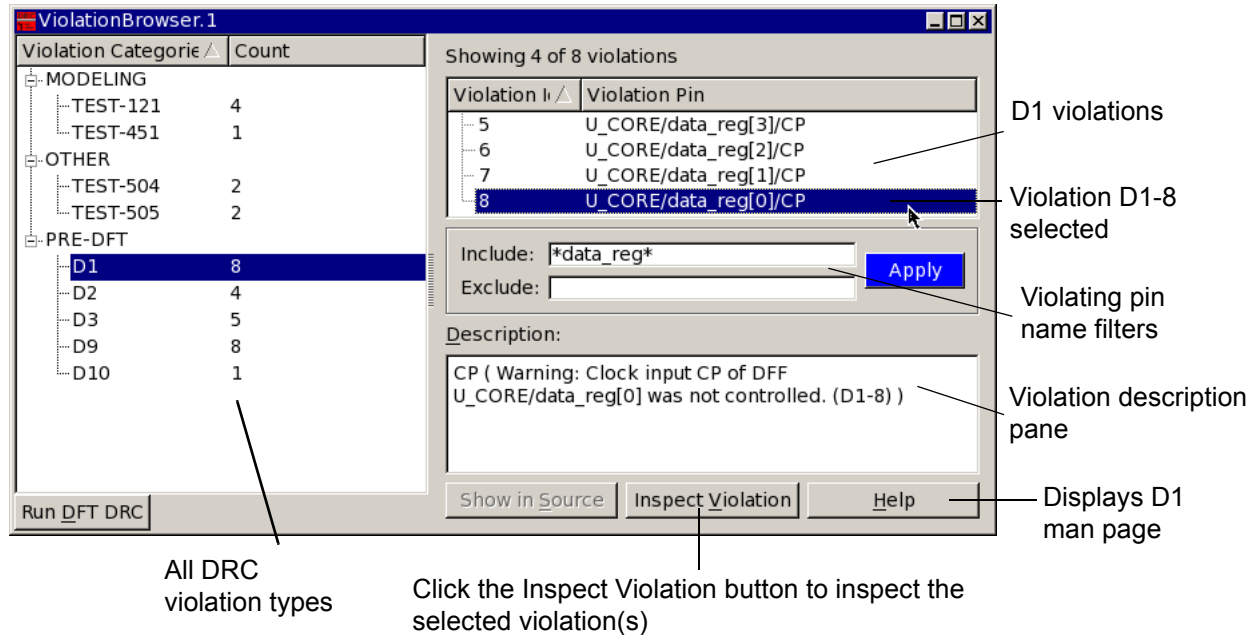 ViolationBrowser.1
Violation Categorie Count
MODELING
TEST-121 4
TEST-451 1
OTHER
TEST-504 2
TEST-505 2
PRE-DFT
D1 8
D2 4
D3 5
D9 8
D10 1
Run DFT DRC
Showing 4 of 8 violations
Violation I Violation Pin
5 U_CORE/data_reg[3]/CP
6 U_CORE/data_reg[2]/CP
7 U_CORE/data_reg[1]/CP
8 U_CORE/data_reg[0]/CP
Include: *data_reg*
Exclude:
Apply
Description:
CP ( Warning: Clock input CP of DFF
U_CORE/data_reg[0] was not controlled. (D1-8) )
Show in Source Inspect Violation Help
D1 violations
Violation D1-8
selected
Violating pin
name filters
Violation description
pane
Displays D1
man page
All DRC
violation types
Click the Inspect Violation button to inspect the
selected violation(s)